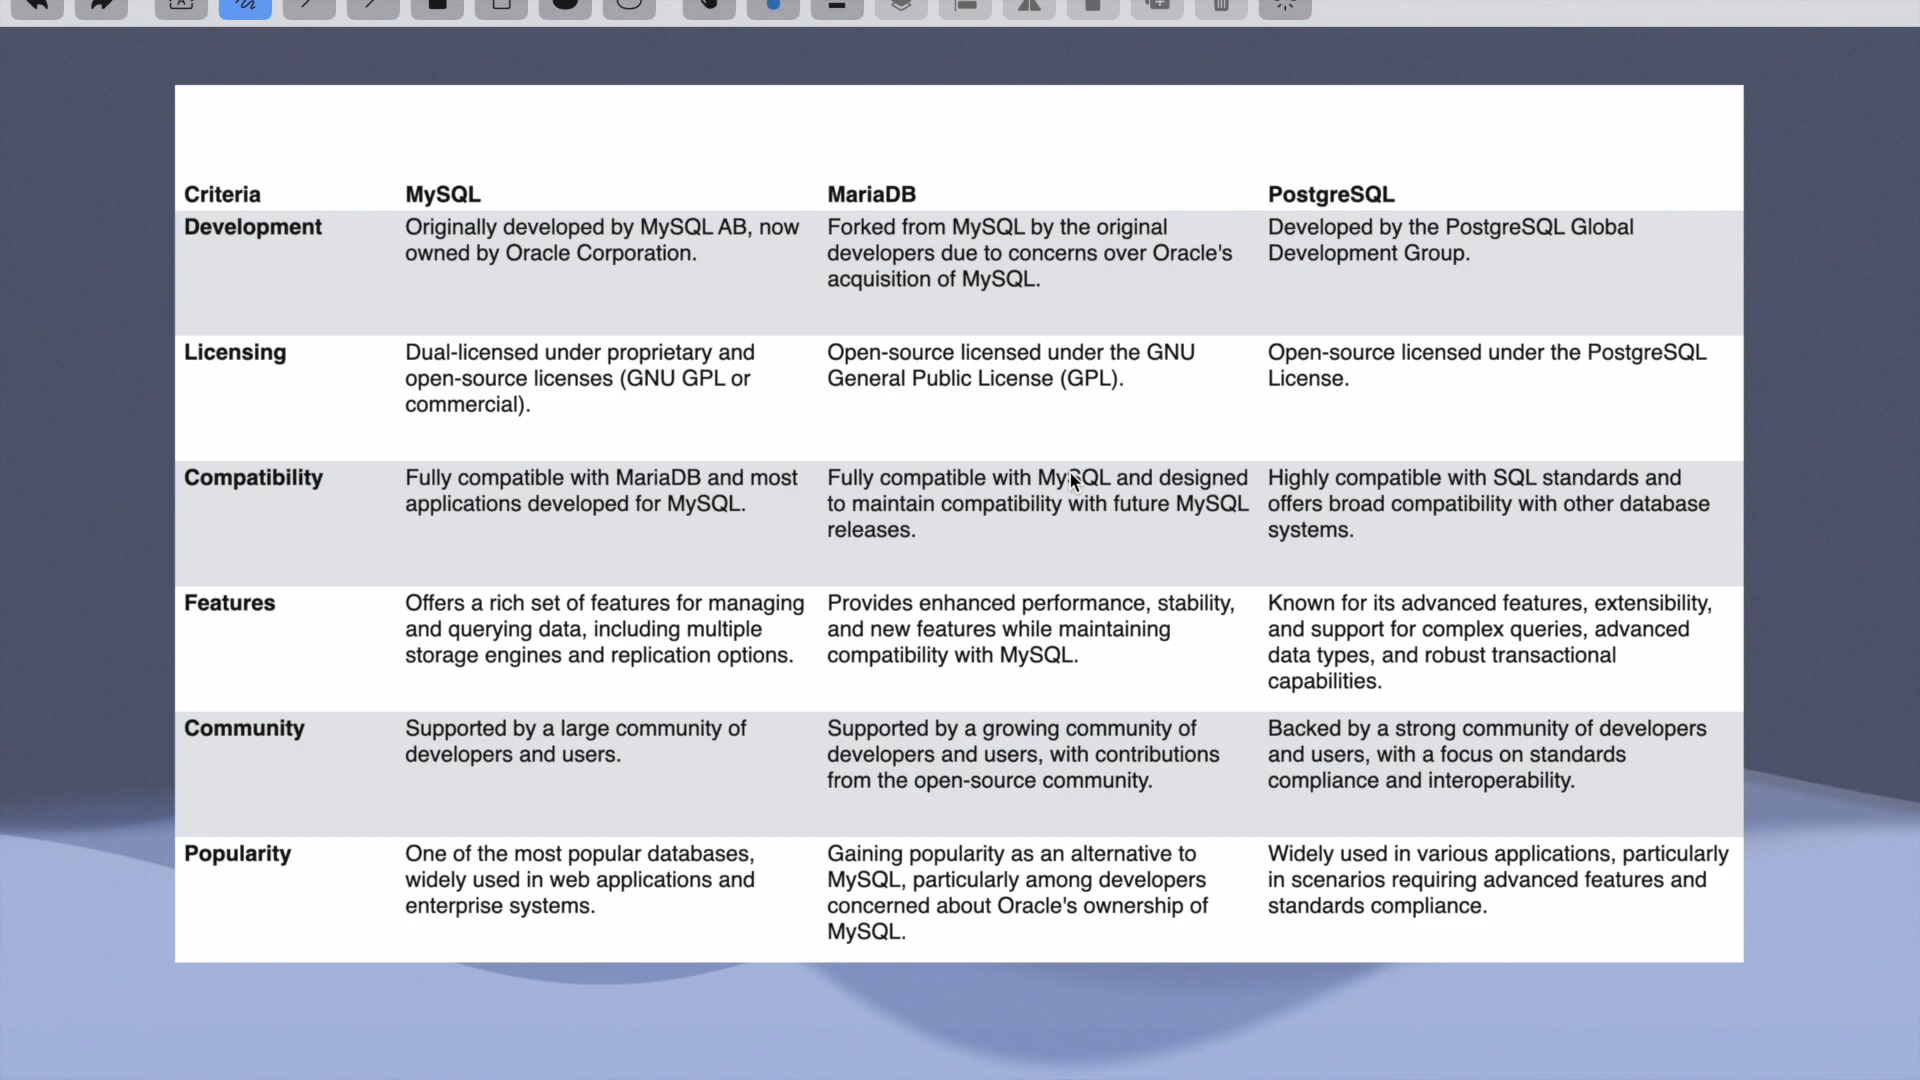 Criteria MySQL MariaDB PostgreSQL
Development Originally developed by MySQL AB, now Forked from MySQL by the original Developed by the PostgreSQL Global
owned by Oracle Corporation. developers due to concerns over Oracle's Development Group.
acquisition of MySQL.
Licensing Dual-licensed under proprietary and Open-source licensed under the GNU Open-source licensed under the PostgreSQL
open-source licenses (GNU GPL or General Public License (GPL). License.
commercial).
Compatibility Fully compatible with MariaDB and most Fully compatible with MySQL and designed Highly compatible with SQL standards and
applications developed for MySQL. to maintain compatibility with future MySQL offers broad compatibility with other database
releases. systems.
Features Offers a rich set of features for managing Provides enhanced performance, stability, Known for its advanced features, extensibility,
and querying data, including multiple and new features while maintaining and support for complex queries, advanced
storage engines and replication options. compatibility with MySQL. data types, and robust transactional
capabilities.
Community Supported by a large community of Supported by a growing community of Backed by a strong community of developers
developers and users. developers and users, with contributions and users, with a focus on standards
from the open-source community. compliance and interoperability.
Popularity One of the most popular databases, Gaining popularity as an alternative to Widely used in various applications, particularly
widely used in web applications and MySQL, particularly among developers in scenarios requiring advanced features and
enterprise systems. concerned about Oracle's ownership of standards compliance.
MySQL.